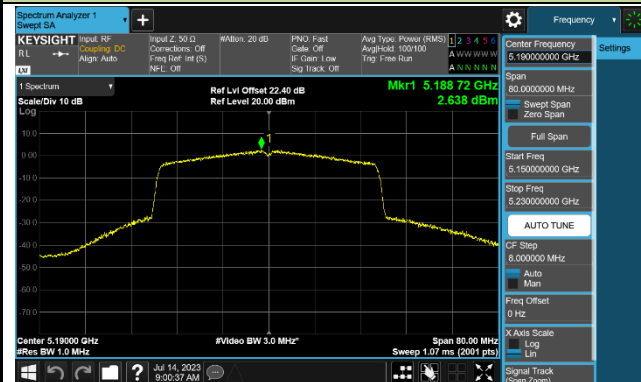 Spectrum Analyzer 1
Swept SA
+
Frequency
KEYSIGHT
Input: RF
Coupling: DC
Align: Auto
Input Z: 50 Ω
Corrections: Off
Freq Ref: Int (S)
NFE: Off
#Atten: 20 dB
PNO: Fast
Gate: Off
IF Gain: Low
Sig Track: Off
Avg Type: Power (RMS)
Avg|Hold: 100/100
Trig: Free Run
1 2 3 4 5 6
A W W W W W
A N N N N N
RL
LXI
1 Spectrum
Scale/Div 10 dB
Log
Ref Lvl Offset 22.40 dB
Ref Level 20.00 dBm
Mkr1 5.188 72 GHz
2.638 dBm
1
10.0
0.00
-10.0
-20.0
-30.0
-40.0
-50.0
-60.0
-70.0
Center 5.19000 GHz
#Res BW 1.0 MHz
#Video BW 3.0 MHz*
Span 80.00 MHz
Sweep 1.07 ms (2001 pts)
Center Frequency
5.190000000 GHz
Settings
Span
80.0000000 MHz
Swept Span
Zero Span
Full Span
Start Freq
5.150000000 GHz
Stop Freq
5.230000000 GHz
AUTO TUNE
CF Step
8.000000 MHz
Auto
Man
Freq Offset
0 Hz
X Axis Scale
Log
Lin
Signal Track
(Span Zoom)
?
Jul 14, 2023
9:00:37 AM